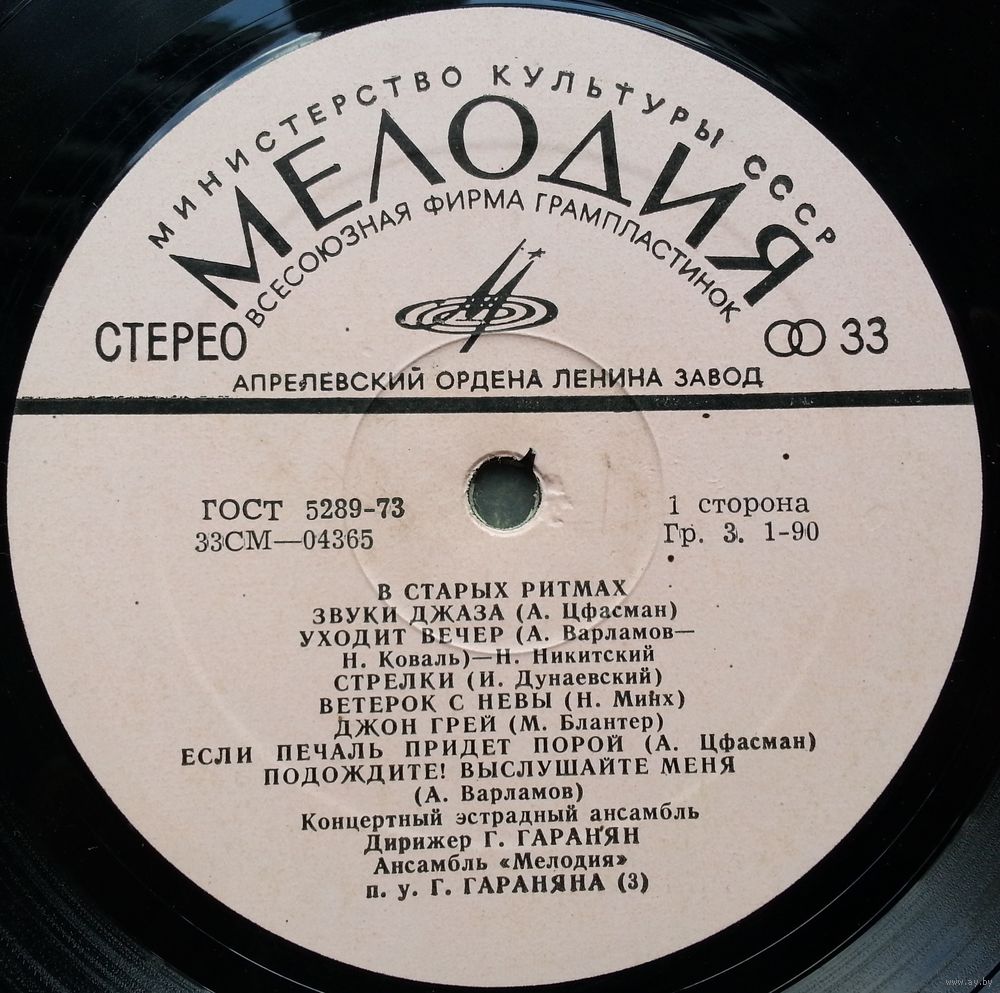 МИНИСТЕРСТВО КУЛЬТУРЫ СССР
МЕЛОДИЯ
ВСЕСОЮЗНАЯ ФИРМА ГРАМПЛАСТИНОК
СТЕРЕО
33
АПРЕЛЕВСКИЙ ОРДЕНА ЛЕНИНА ЗАВОД
ГОСТ 5289-73
1 сторона
33СМ—04365
Гр. 3. 1-90
В СТАРЫХ РИТМАХ
ЗВУКИ ДЖАЗА (А. Цфасман)
УХОДИТ ВЕЧЕР (А. Варламов—
Н. Коваль)—Н. Никитский
СТРЕЛКИ (И. Дунаевский)
ВЕТЕРОК С НЕВЫ (Н. Минх)
ДЖОН ГРЕЙ (М. Блантер)
ЕСЛИ ПЕЧАЛЬ ПРИДЕТ ПОРОЙ (А. Цфасман)
ПОДОЖДИТЕ! ВЫСЛУШАЙТЕ МЕНЯ
(А. Варламов)
Концертный эстрадный ансамбль
Дирижер Г. ГАРАНЯН
Ансамбль «Мелодия»
п. у. Г. ГАРАНЯНА (3)
www.ay.by